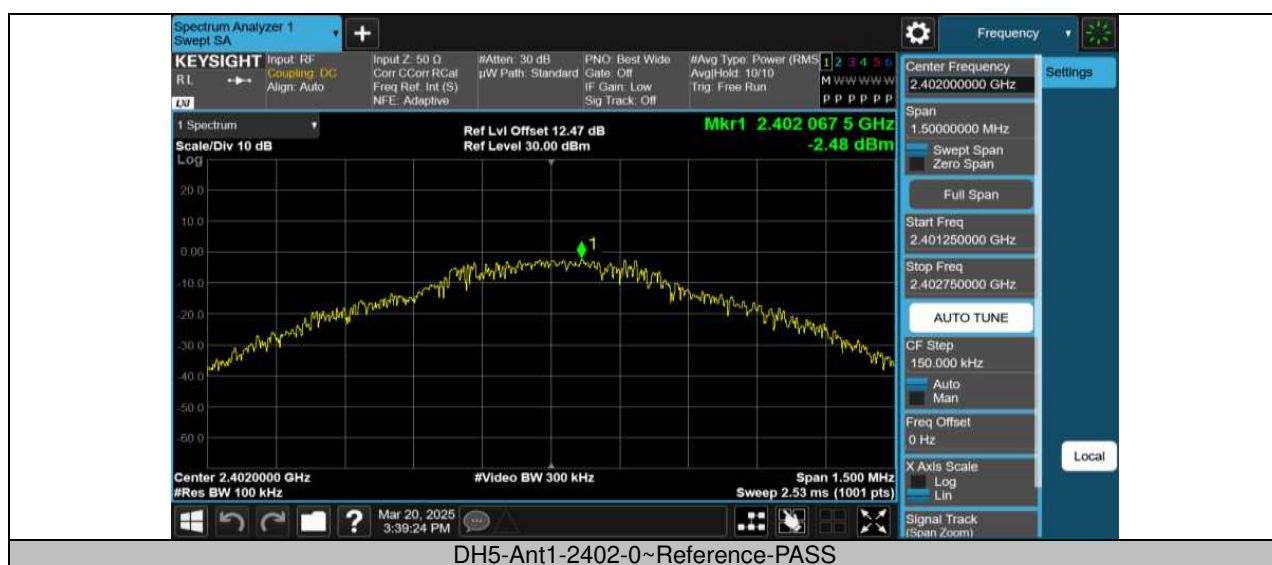 Spectrum Analyzer 1
Swept SA
+
Frequency
KEYSIGHT
RL
LXI
Input: RF
Coupling: DC
Align: Auto
Input Z: 50 Ω
Corr CCorr RCal
Freq Ref: Int (S)
NFE: Adaptive
#Atten: 30 dB
µW Path: Standard
PNO: Best Wide
Gate: Off
IF Gain: Low
Sig Track: Off
#Avg Type: Power (RMS
Avg|Hold: 10/10
Trig: Free Run
1 2 3 4 5 6
M W W W W W
P P P P P P
1 Spectrum
Scale/Div 10 dB
Log
Ref Lvl Offset 12.47 dB
Ref Level 30.00 dBm
Mkr1 2.402 067 5 GHz
-2.48 dBm
20.0
10.0
0.00
-10.0
-20.0
-30.0
-40.0
-50.0
-60.0
1
Center 2.4020000 GHz
#Res BW 100 kHz
#Video BW 300 kHz
Span 1.500 MHz
Sweep 2.53 ms (1001 pts)
Center Frequency
2.402000000 GHz
Settings
Span
1.50000000 MHz
Swept Span
Zero Span
Full Span
Start Freq
2.401250000 GHz
Stop Freq
2.402750000 GHz
AUTO TUNE
CF Step
150.000 kHz
Auto
Man
Freq Offset
0 Hz
X Axis Scale
Log
Lin
Local
Signal Track
(Span Zoom)
?
Mar 20, 2025
3:39:24 PM
DH5-Ant1-2402-0~Reference-PASS